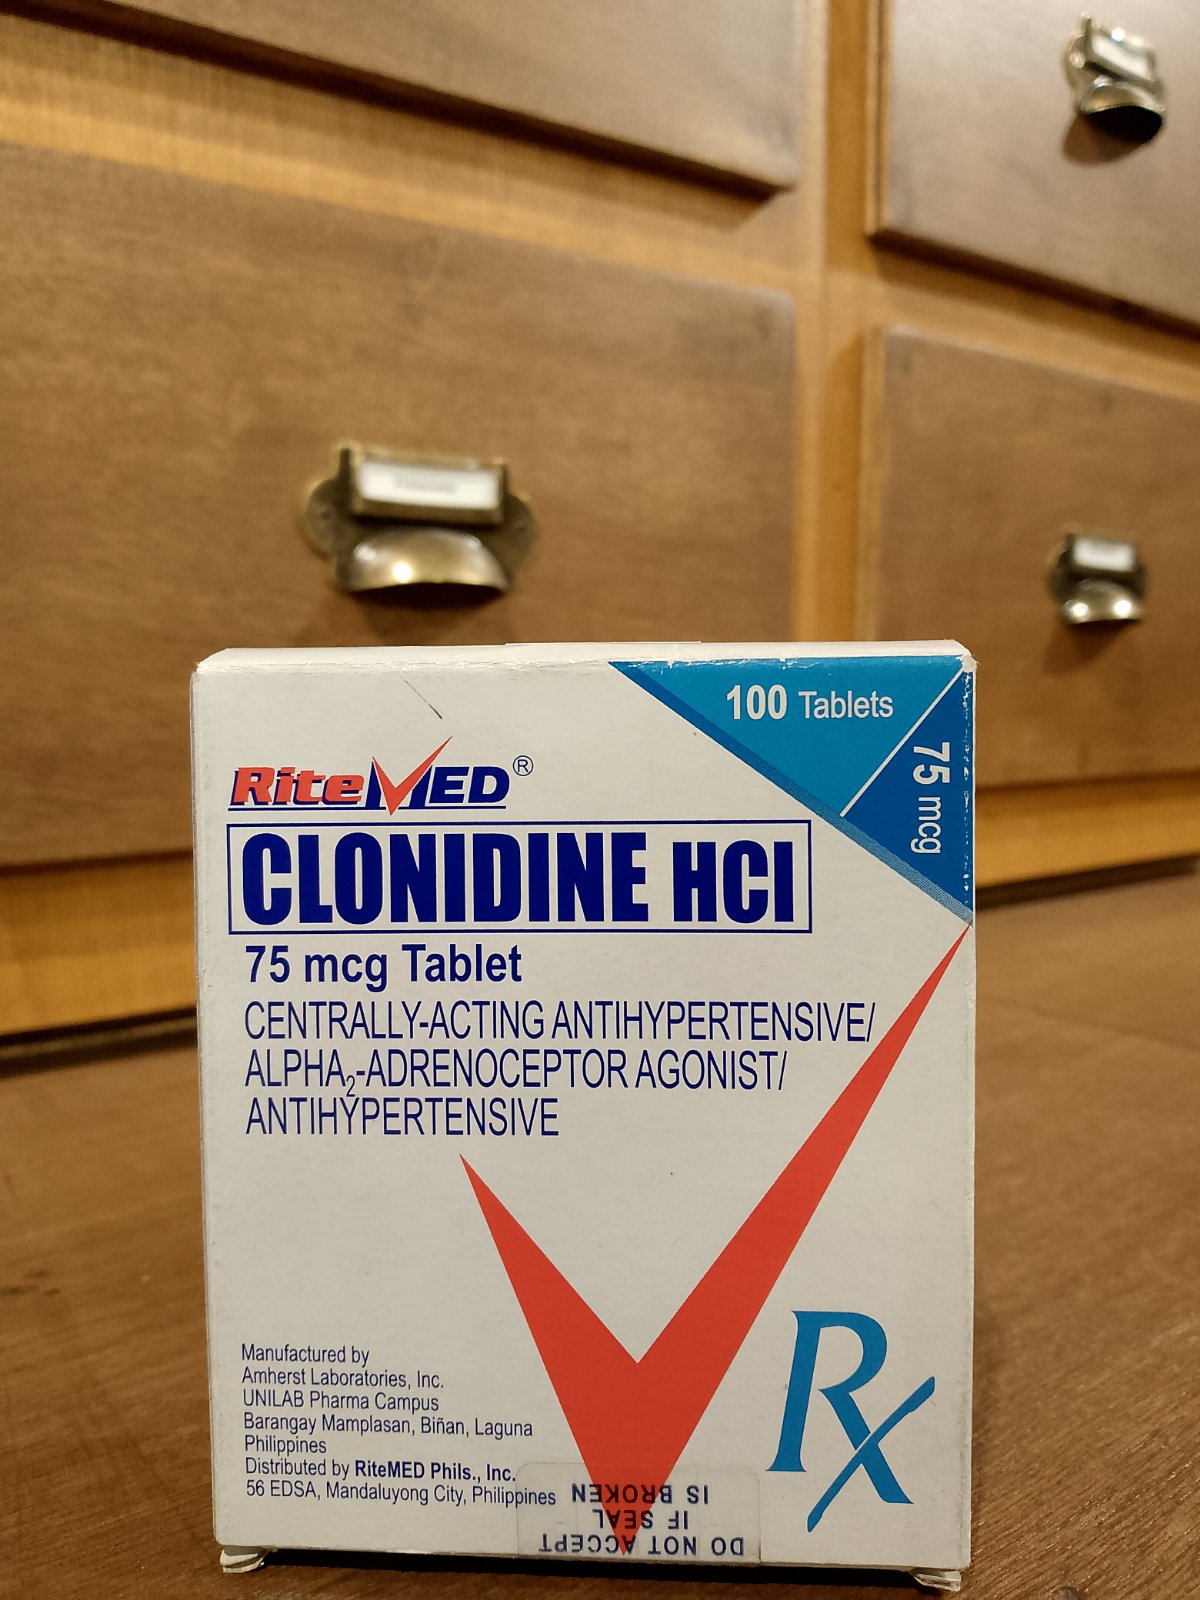 100 Tablets
75 mcg
RiteMED®
CLONIDINE HCl
75 mcg Tablet
CENTRALLY-ACTING ANTIHYPERTENSIVE/
ALPHA2-ADRENOCEPTOR AGONIST/
ANTIHYPERTENSIVE
Manufactured by
Amherst Laboratories, Inc.
UNILAB Pharma Campus
Barangay Mamplasan, Biñan, Laguna
Philippines
Distributed by RiteMED Phils., Inc.
56 EDSA, Mandaluyong City, Philippines
Rx
DO NOT ACCEPT
IF SEAL
IS BROKEN